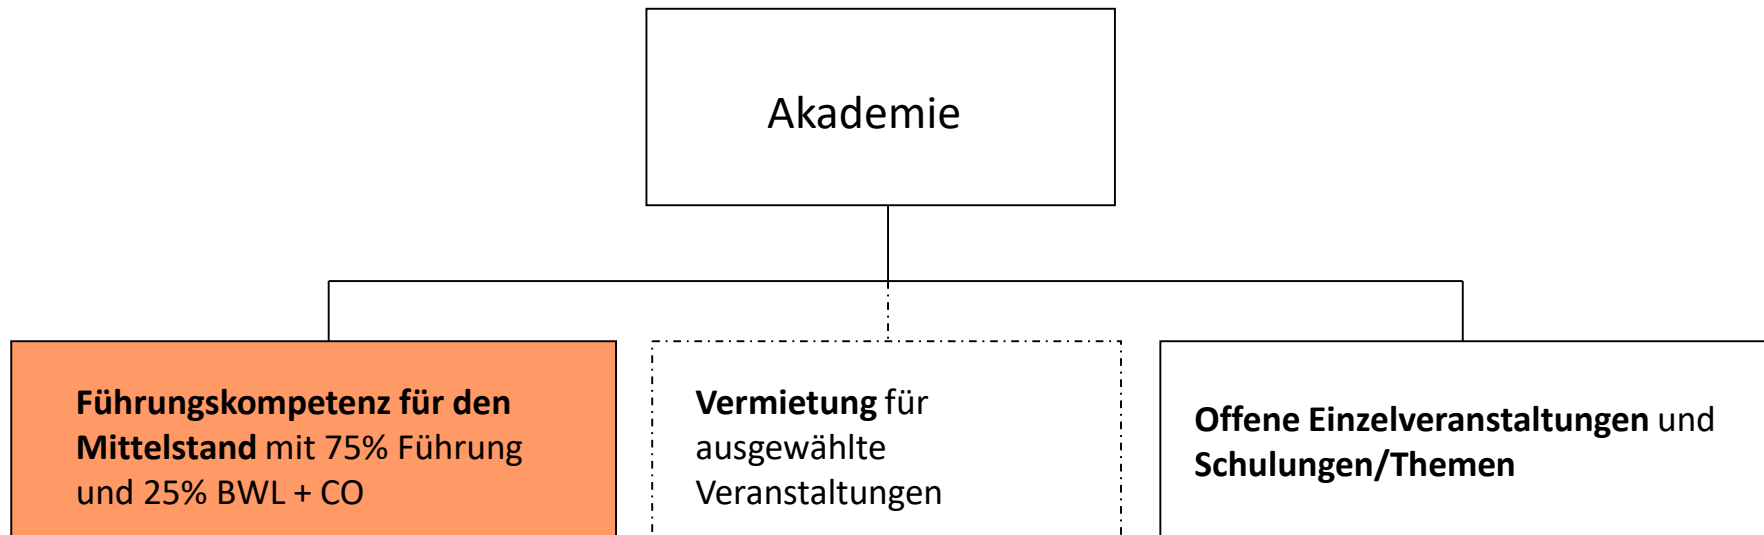 Akademie
Führungskompetenz für den
Mittelstand mit 75% Führung
und 25% BWL + CO
Vermietung für
ausgewählte
Veranstaltungen
Offene Einzelveranstaltungen und
Schulungen/Themen